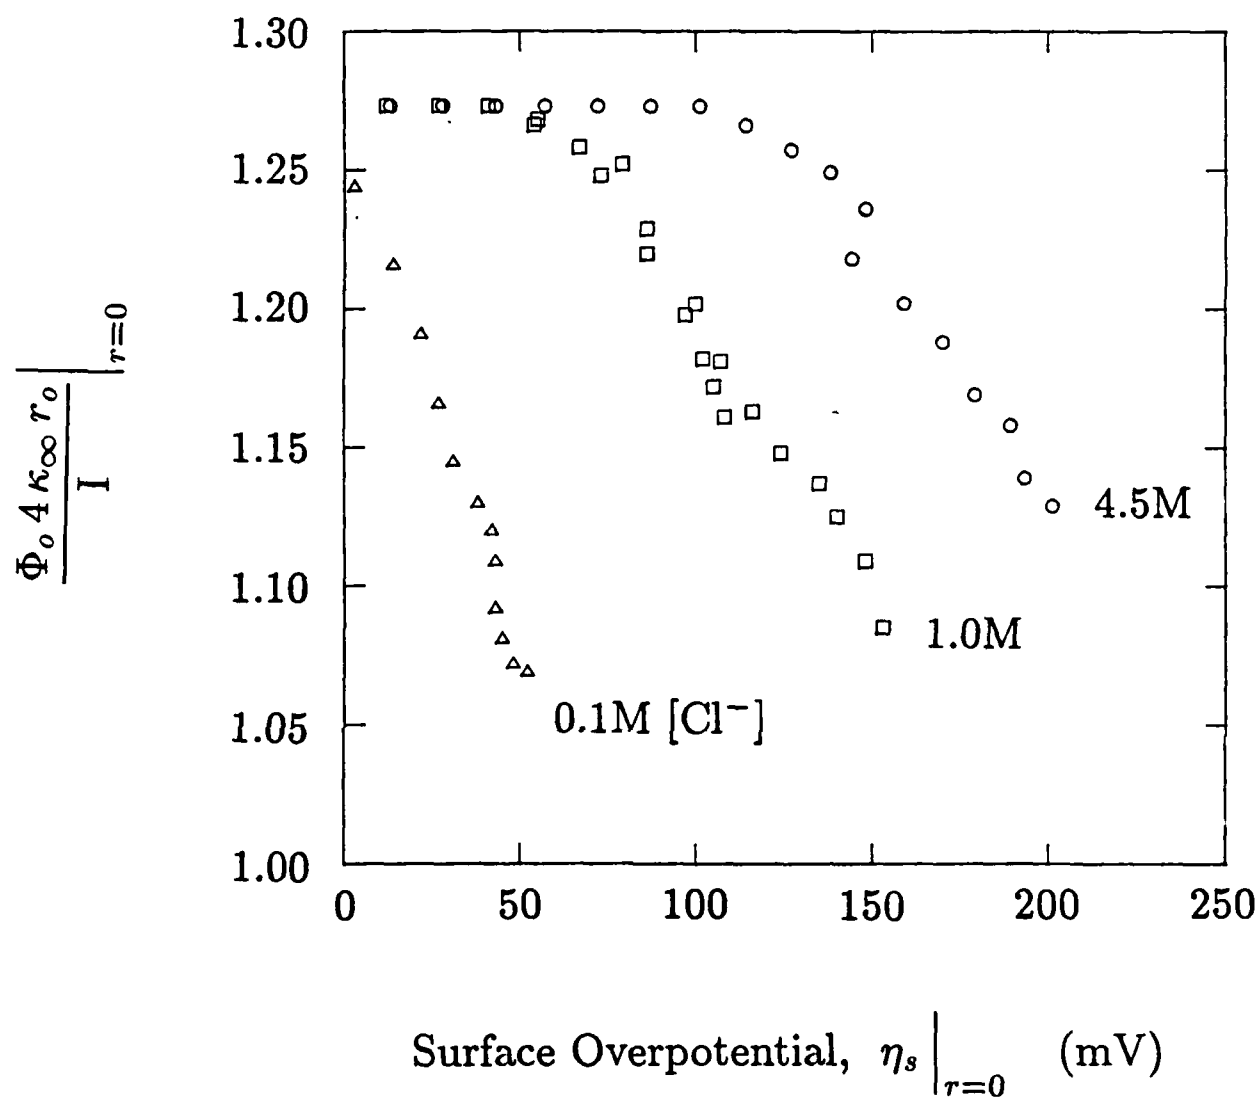 1.30
1.25
1.20
1.15
1.10
1.05
1.00
0 50 100 150 200 250
Φₒ 4 κ∞ rₒ
I
r=0
4.5M
1.0M
0.1M [Cl⁻]
Surface Overpotential, ηₛ|r=0 (mV)